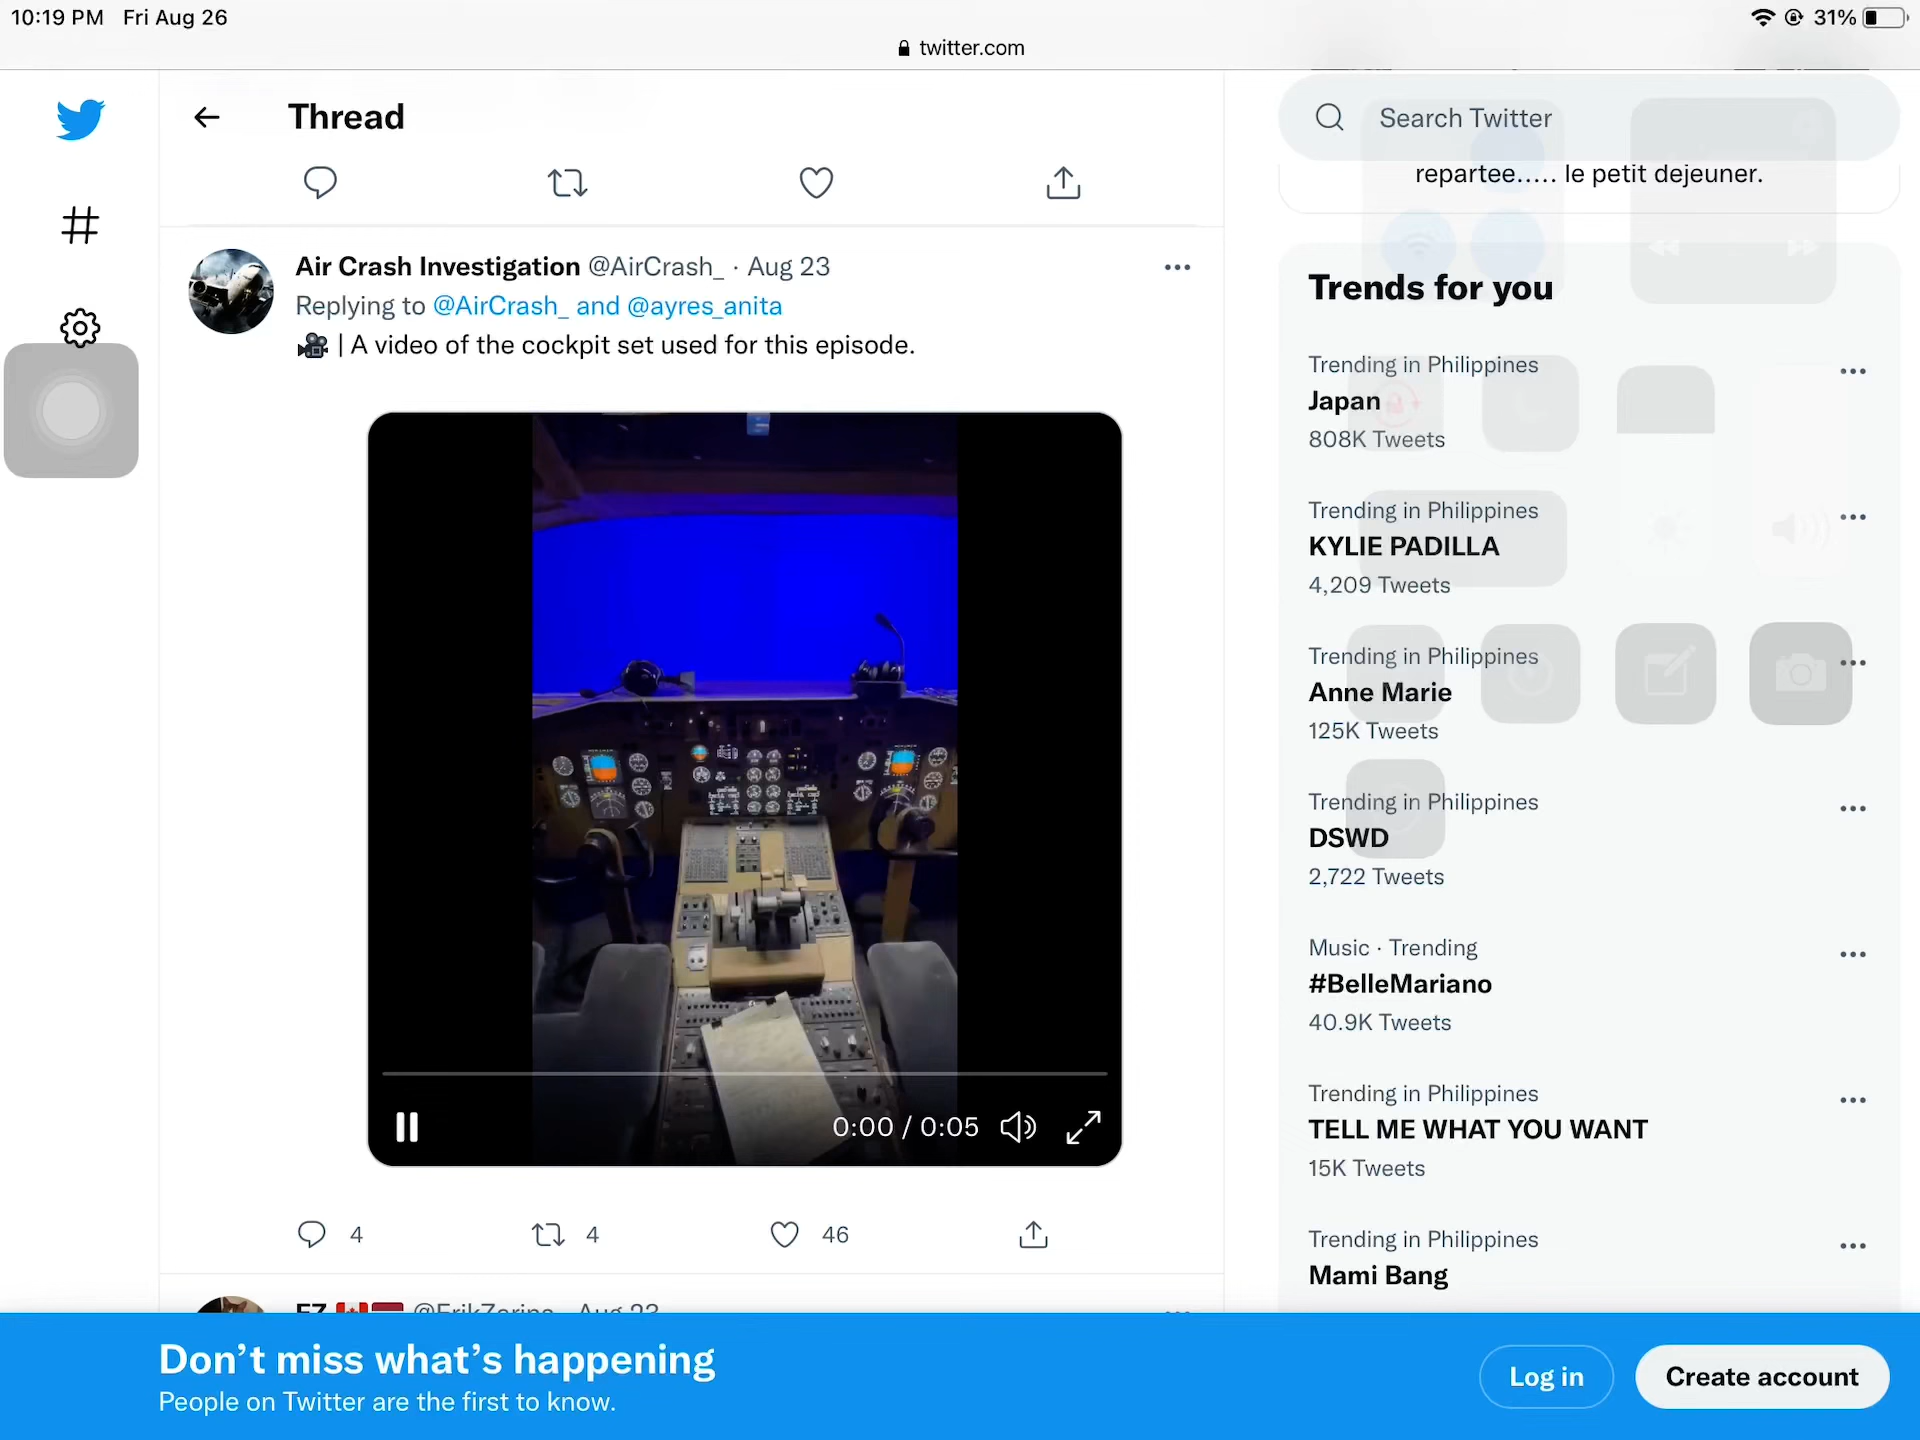 10:19 PM Fri Aug 26
31%
twitter.com
Thread
Search Twitter
repartee..... le petit dejeuner.
Air Crash Investigation @AirCrash_ · Aug 23
Replying to @AirCrash_ and @ayres_anita
| A video of the cockpit set used for this episode.
0:00 / 0:05
4
4
46
EZ @ErikZarins · Aug 23
Trends for you
Trending in Philippines
Japan
808K Tweets
Trending in Philippines
KYLIE PADILLA
4,209 Tweets
Trending in Philippines
Anne Marie
125K Tweets
Trending in Philippines
DSWD
2,722 Tweets
Music · Trending
#BelleMariano
40.9K Tweets
Trending in Philippines
TELL ME WHAT YOU WANT
15K Tweets
Trending in Philippines
Mami Bang
Don't miss what's happening
People on Twitter are the first to know.
Log in
Create account